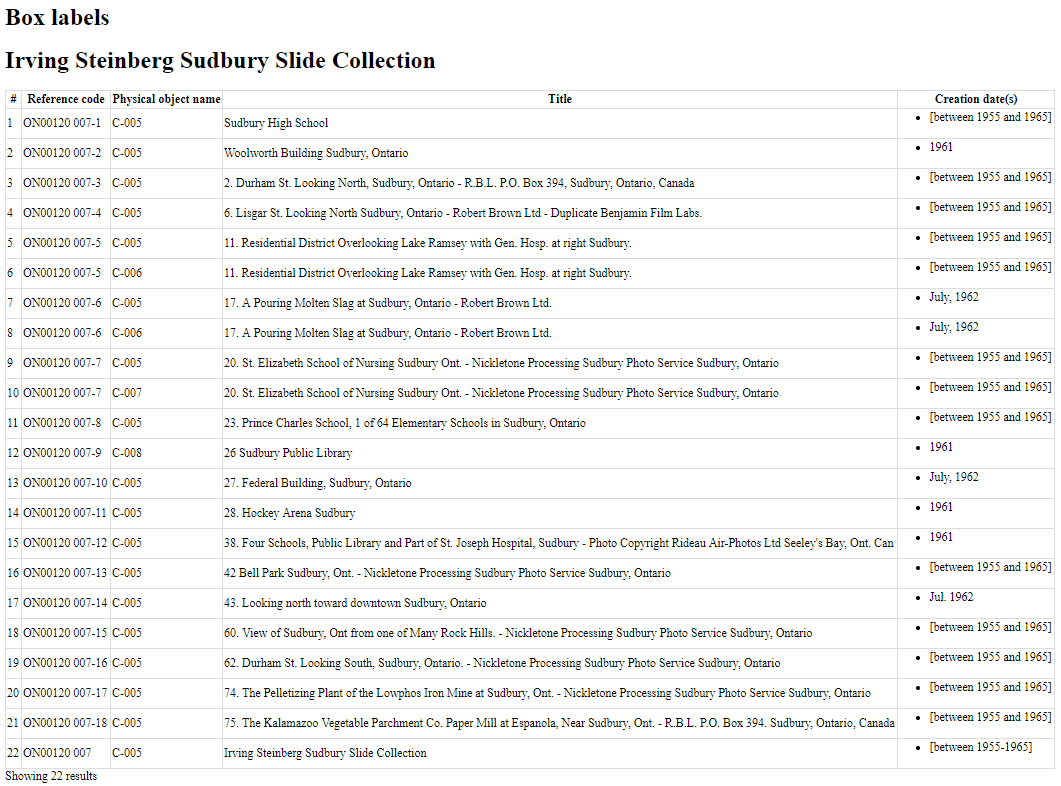 Box labels
Irving Steinberg Sudbury Slide Collection
# Reference code Physical object name Title Creation date(s)
1 ON00120 007-1 C-005 Sudbury High School • [between 1955 and 1965]
2 ON00120 007-2 C-005 Woolworth Building Sudbury, Ontario • 1961
3 ON00120 007-3 C-005 2. Durham St. Looking North, Sudbury, Ontario - R.B.L. P.O. Box 394, Sudbury, Ontario, Canada • [between 1955 and 1965]
4 ON00120 007-4 C-005 6. Lisgar St. Looking North Sudbury, Ontario - Robert Brown Ltd - Duplicate Benjamin Film Labs. • [between 1955 and 1965]
5 ON00120 007-5 C-005 11. Residential District Overlooking Lake Ramsey with Gen. Hosp. at right Sudbury. • [between 1955 and 1965]
6 ON00120 007-5 C-006 11. Residential District Overlooking Lake Ramsey with Gen. Hosp. at right Sudbury. • [between 1955 and 1965]
7 ON00120 007-6 C-005 17. A Pouring Molten Slag at Sudbury, Ontario - Robert Brown Ltd. • July, 1962
8 ON00120 007-6 C-006 17. A Pouring Molten Slag at Sudbury, Ontario - Robert Brown Ltd. • July, 1962
9 ON00120 007-7 C-005 20. St. Elizabeth School of Nursing Sudbury Ont. - Nickletone Processing Sudbury Photo Service Sudbury, Ontario • [between 1955 and 1965]
10 ON00120 007-7 C-007 20. St. Elizabeth School of Nursing Sudbury Ont. - Nickletone Processing Sudbury Photo Service Sudbury, Ontario • [between 1955 and 1965]
11 ON00120 007-8 C-005 23. Prince Charles School, 1 of 64 Elementary Schools in Sudbury, Ontario • [between 1955 and 1965]
12 ON00120 007-9 C-008 26 Sudbury Public Library • 1961
13 ON00120 007-10 C-005 27. Federal Building, Sudbury, Ontario • July, 1962
14 ON00120 007-11 C-005 28. Hockey Arena Sudbury • 1961
15 ON00120 007-12 C-005 38. Four Schools, Public Library and Part of St. Joseph Hospital, Sudbury - Photo Copyright Rideau Air-Photos Ltd Seeley's Bay, Ont. Can • 1961
16 ON00120 007-13 C-005 42 Bell Park Sudbury, Ont. - Nickletone Processing Sudbury Photo Service Sudbury, Ontario • [between 1955 and 1965]
17 ON00120 007-14 C-005 43. Looking north toward downtown Sudbury, Ontario • Jul. 1962
18 ON00120 007-15 C-005 60. View of Sudbury, Ont from one of Many Rock Hills. - Nickletone Processing Sudbury Photo Service Sudbury, Ontario • [between 1955 and 1965]
19 ON00120 007-16 C-005 62. Durham St. Looking South, Sudbury, Ontario. - Nickletone Processing Sudbury Photo Service Sudbury, Ontario • [between 1955 and 1965]
20 ON00120 007-17 C-005 74. The Pelletizing Plant of the Lowphos Iron Mine at Sudbury, Ont. - Nickletone Processing Sudbury Photo Service Sudbury, Ontario • [between 1955 and 1965]
21 ON00120 007-18 C-005 75. The Kalamazoo Vegetable Parchment Co. Paper Mill at Espanola, Near Sudbury, Ont. - R.B.L. P.O. Box 394. Sudbury, Ontario, Canada • [between 1955 and 1965]
22 ON00120 007 C-005 Irving Steinberg Sudbury Slide Collection • [between 1955-1965]
Showing 22 results